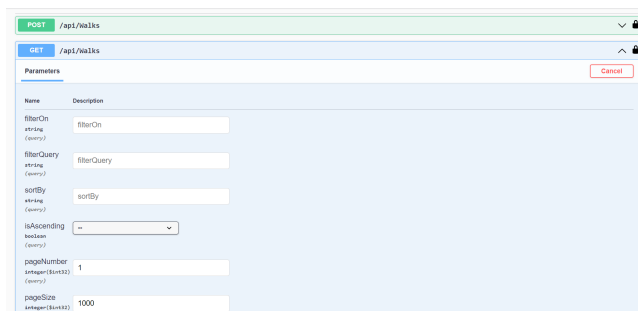 POST /api/Walks
GET /api/Walks
Parameters
Cancel
Name Description
filterOn
string
(query)
filterOn
filterQuery
string
(query)
filterQuery
sortBy
string
(query)
sortBy
isAscending
boolean
(query)
--
pageNumber
integer($int32)
(query)
1
pageSize
integer($int32)
1000